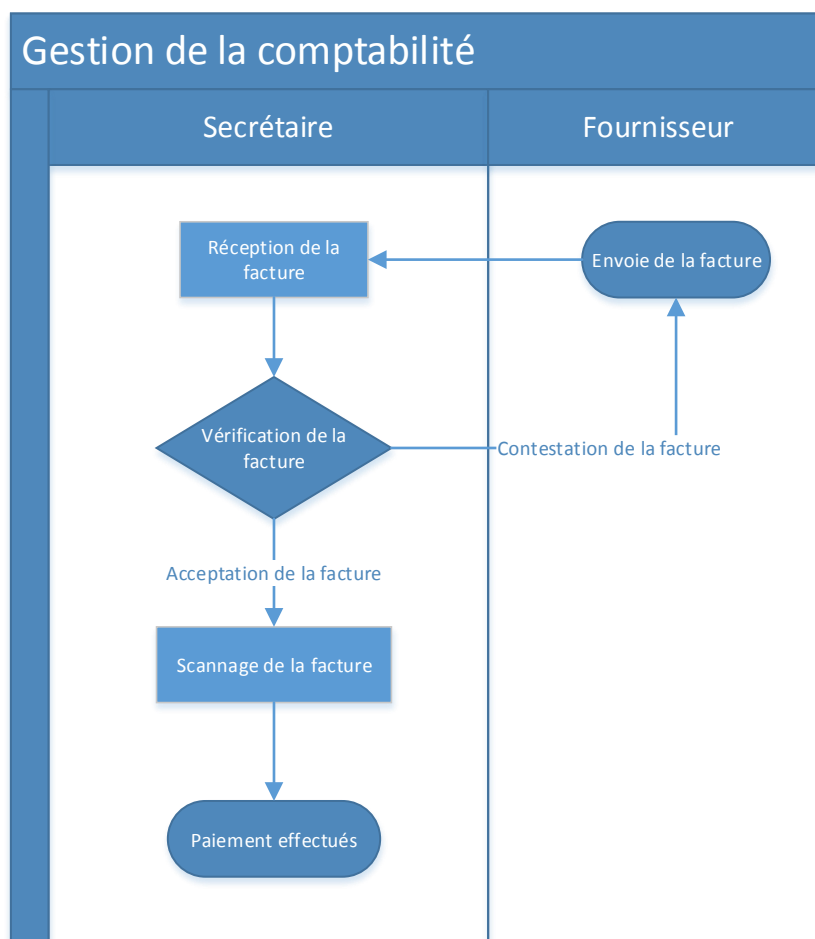 Gestion de la comptabilité
Secrétaire
Fournisseur
Réception de la
facture
Envoie de la facture
Vérification de la
facture
Contestation de la facture
Acceptation de la facture
Scannage de la facture
Paiement effectués